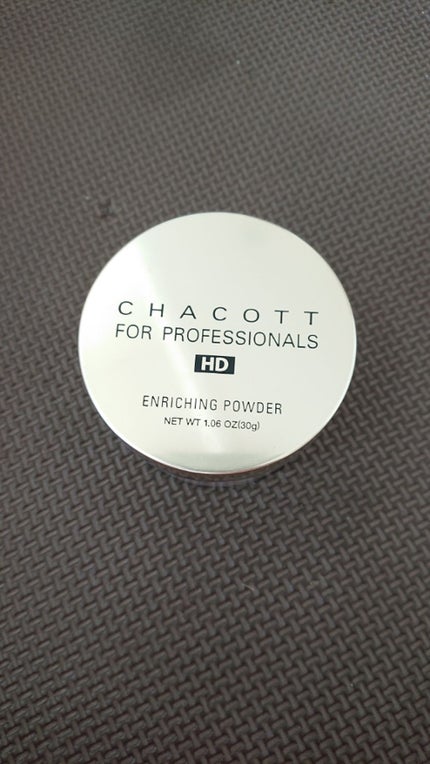 CHACOTT
FOR PROFESSIONALS
HD
ENRICHING POWDER
NET WT 1.06 OZ(30g)